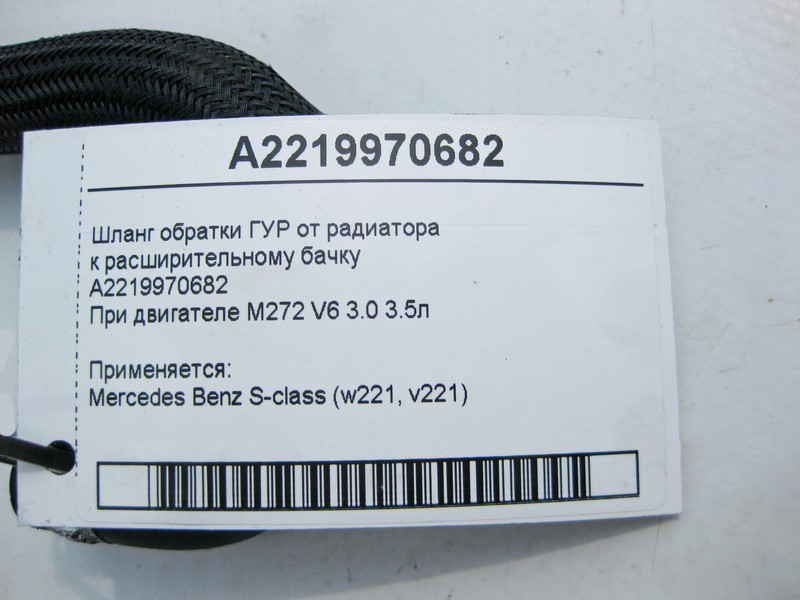 A2219970682
Шланг обратки ГУР от радиатора
к расширительному бачку
A2219970682
При двигателе М272 V6 3.0 3.5л
Применяется:
Mercedes Benz S-class (w221, v221)